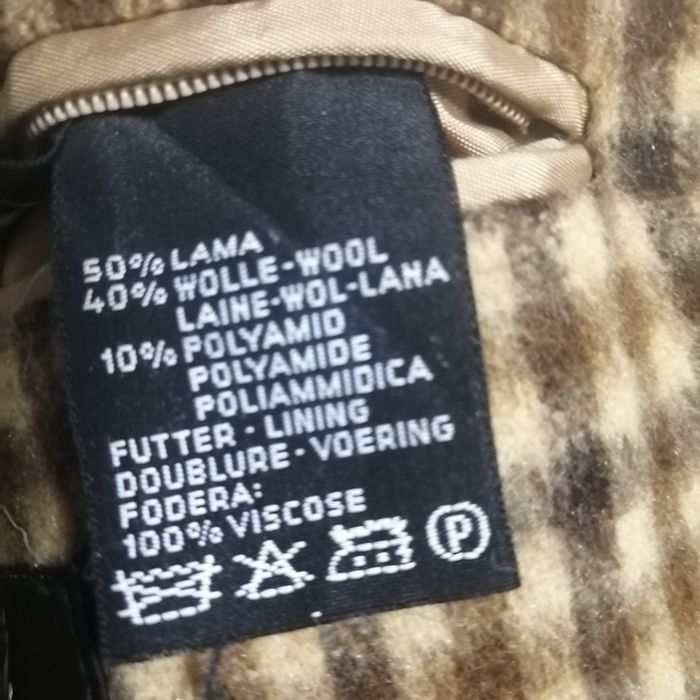 50% LAMA
40% WOLLE-WOOL
LAINE-WOL-LANA
10% POLYAMID
POLYAMIDE
POLIAMMIDICA
FUTTER - LINING
DOUBLURE - VOERING
FODERA:
100% VISCOSE
P